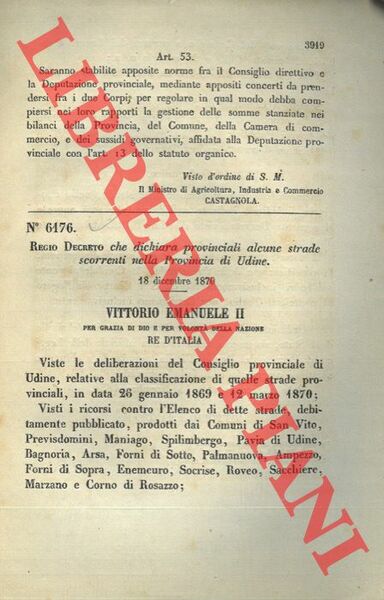 3919
Art. 53.
Saranno stabilite apposite norme fra il Consiglio direttivo e
la Deputazione provinciale, mediante appositi concerti da pren-
dersi fra i due Corpi; per regolare in qual modo debba com-
piersi nei loro rapporti la gestione delle somme stanziate nei
bilanci della Provincia, del Comune, della Camera di com-
mercio, e dei sussidi governativi, affidata alla Deputazione pro-
vinciale con l'art. 13 dello statuto organico.
Visto d'ordine di S. M.
Il Ministro di Agricoltura, Industria e Commercio
CASTAGNOLA.
N° 6176.
REGIO DECRETO che dichiara provinciali alcune strade
scorrenti nella Provincia di Udine.
18 dicembre 1870
VITTORIO EMANUELE II
PER GRAZIA DI DIO E PER VOLONTÀ DELLA NAZIONE
RE D'ITALIA
Viste le deliberazioni del Consiglio provinciale di
Udine, relative alla classificazione di quelle strade pro-
vinciali, in data 26 gennaio 1869 e 12 marzo 1870;
Visti i ricorsi contro l'Elenco di dette strade, debi-
tamente pubblicato, prodotti dai Comuni di San Vito,
Previsdomini, Maniago, Spilimbergo, Pavia di Udine,
Bagnoria, Arsa, Forni di Sotto, Palmanuova, Ampezzo,
Forni di Sopra, Enemeuro, Socrise, Roveo, Sacchiere,
Marzano e Corno di Rosazzo;
LIBRERIA PIANI